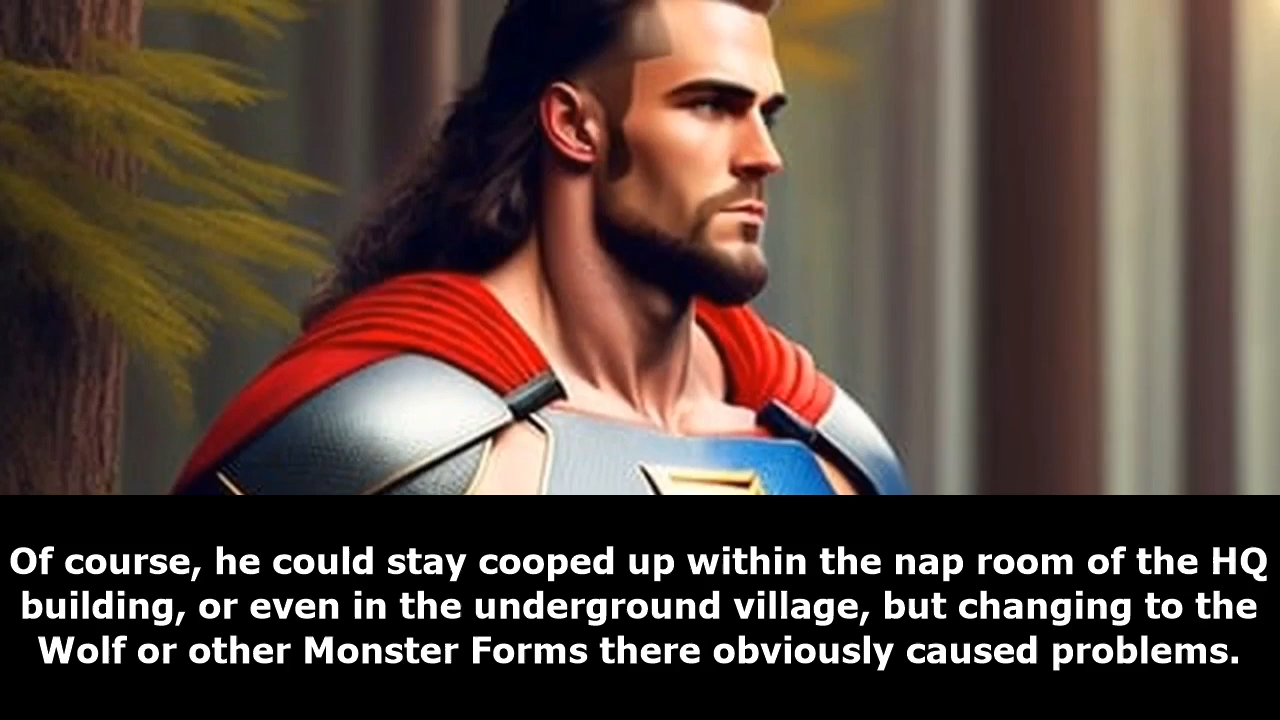 Of course, he could stay cooped up within the nap room of the HQ
building, or even in the underground village, but changing to the
Wolf or other Monster Forms there obviously caused problems.